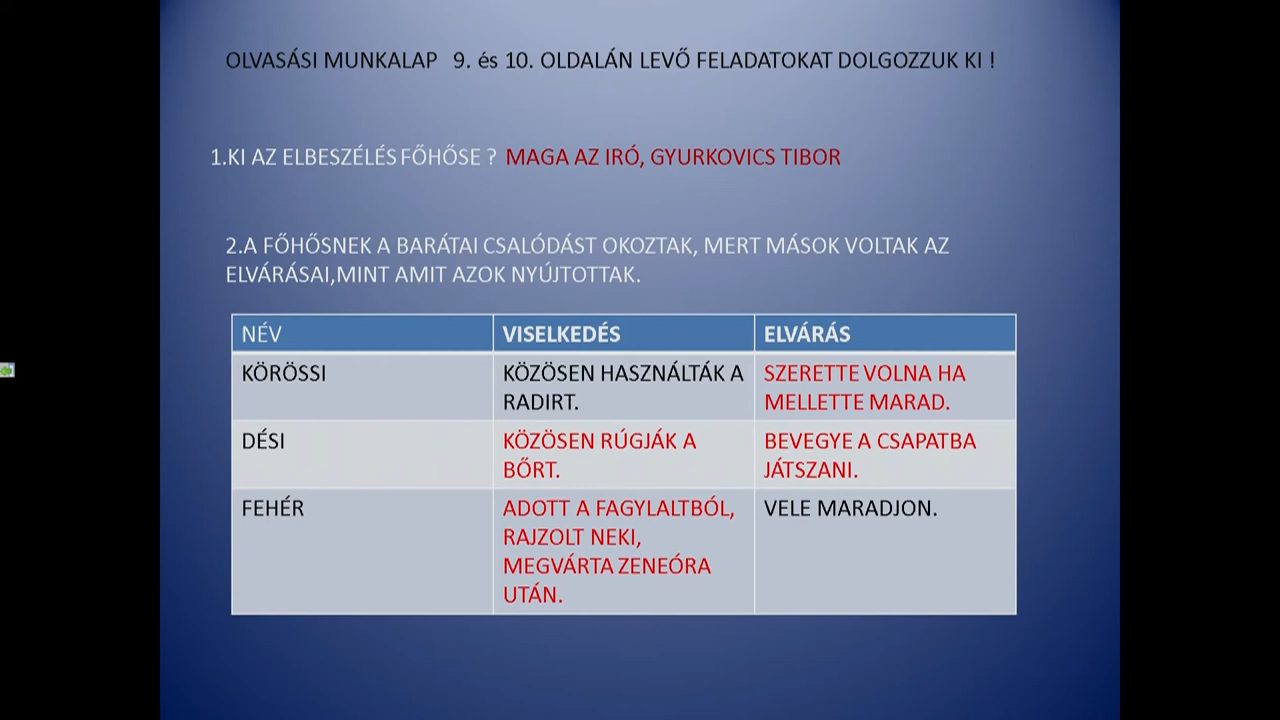 OLVASÁSI MUNKALAP 9. és 10. OLDALÁN LEVŐ FELADATOKAT DOLGOZZUK KI !
1.KI AZ ELBESZÉLÉS FŐHŐSE ? MAGA AZ IRÓ, GYURKOVICS TIBOR
2.A FŐHŐSNEK A BARÁTAI CSALÓDÁST OKOZTAK, MERT MÁSOK VOLTAK AZ
ELVÁRÁSAI,MINT AMIT AZOK NYÚJTOTTAK.
NÉV VISELKEDÉS ELVÁRÁS
KÖRÖSSI KÖZÖSEN HASZNÁLTÁK A SZERETTE VOLNA HA
RADIRT. MELLETTE MARAD.
DÉSI KÖZÖSEN RÚGJÁK A BEVEGYE A CSAPATBA
BŐRT. JÁTSZANI.
FEHÉR ADOTT A FAGYLALTBÓL, VELE MARADJON.
RAJZOLT NEKI,
MEGVÁRTA ZENEÓRA
UTÁN.